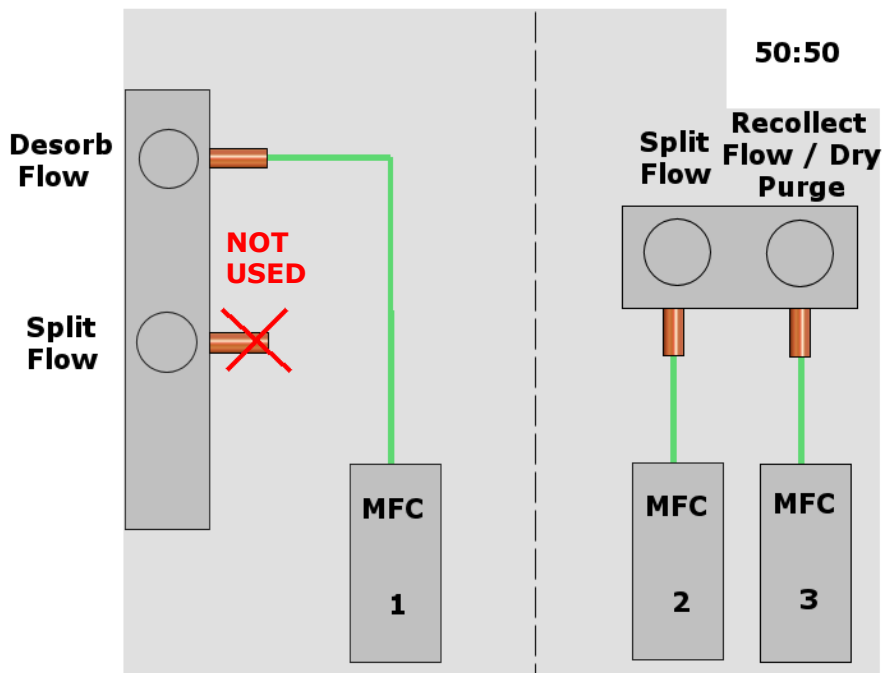 50:50
Desorb
Flow
Split
Flow
Recollect
Flow / Dry
Purge
NOT
USED
Split
Flow
MFC
1
MFC
2
MFC
3